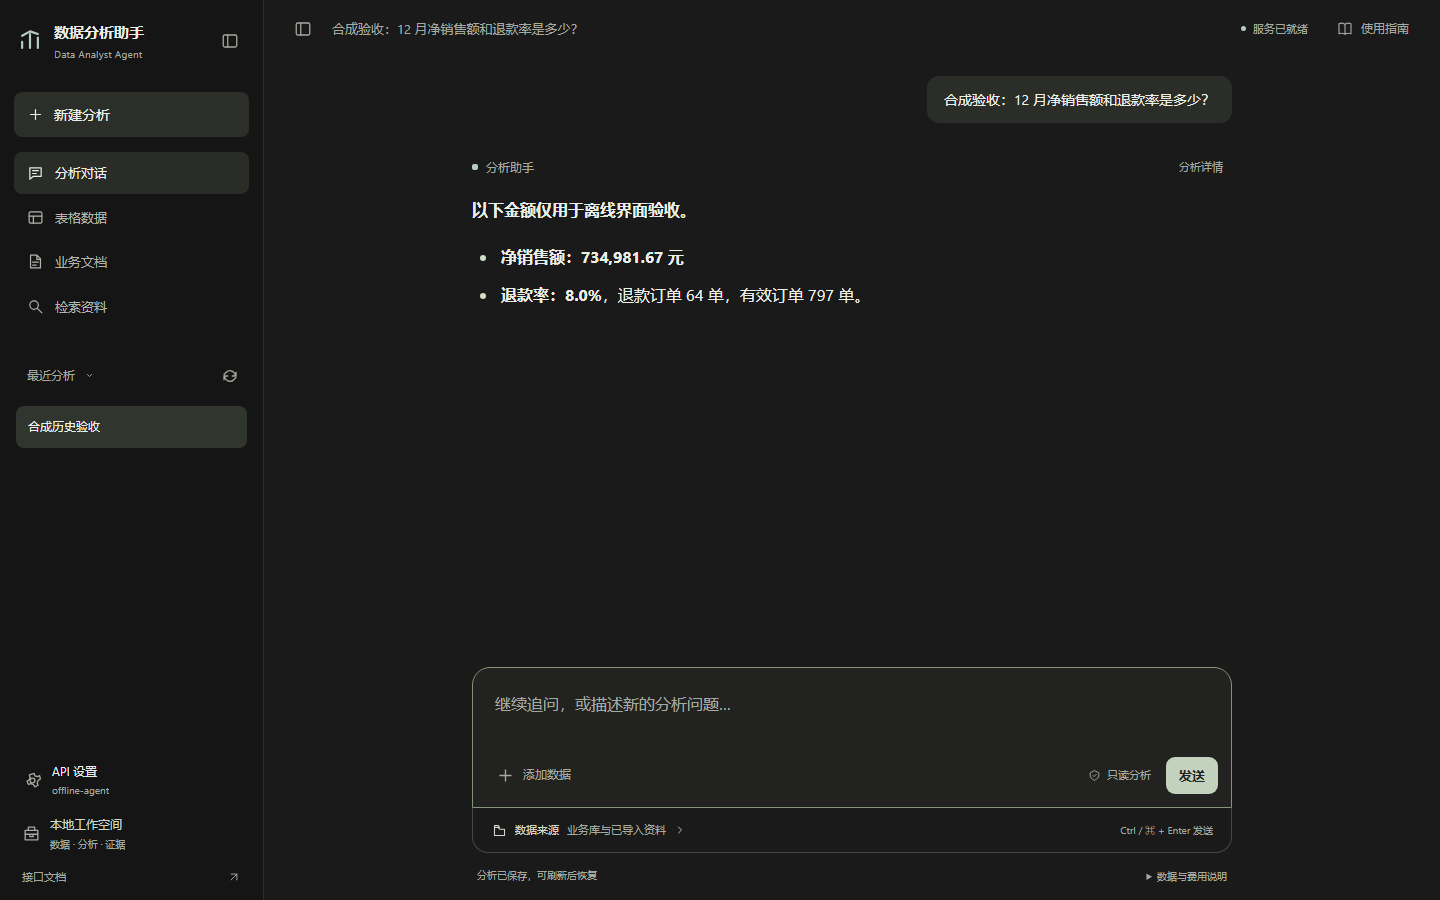 数据分析助手
Data Analyst Agent
新建分析
分析对话
表格数据
业务文档
检索资料
最近分析
合成历史验收
API 设置
offline-agent
本地工作空间
数据 · 分析 · 证据
接口文档
合成验收：12 月净销售额和退款率是多少？
服务已就绪
使用指南
合成验收：12 月净销售额和退款率是多少？
分析助手
分析详情
以下金额仅用于离线界面验收。
净销售额：734,981.67 元
退款率：8.0%，退款订单 64 单，有效订单 797 单。
继续追问，或描述新的分析问题...
添加数据
只读分析
发送
数据来源 业务库与已导入资料
Ctrl / ⌘ + Enter 发送
分析已保存，可刷新后恢复
数据与费用说明